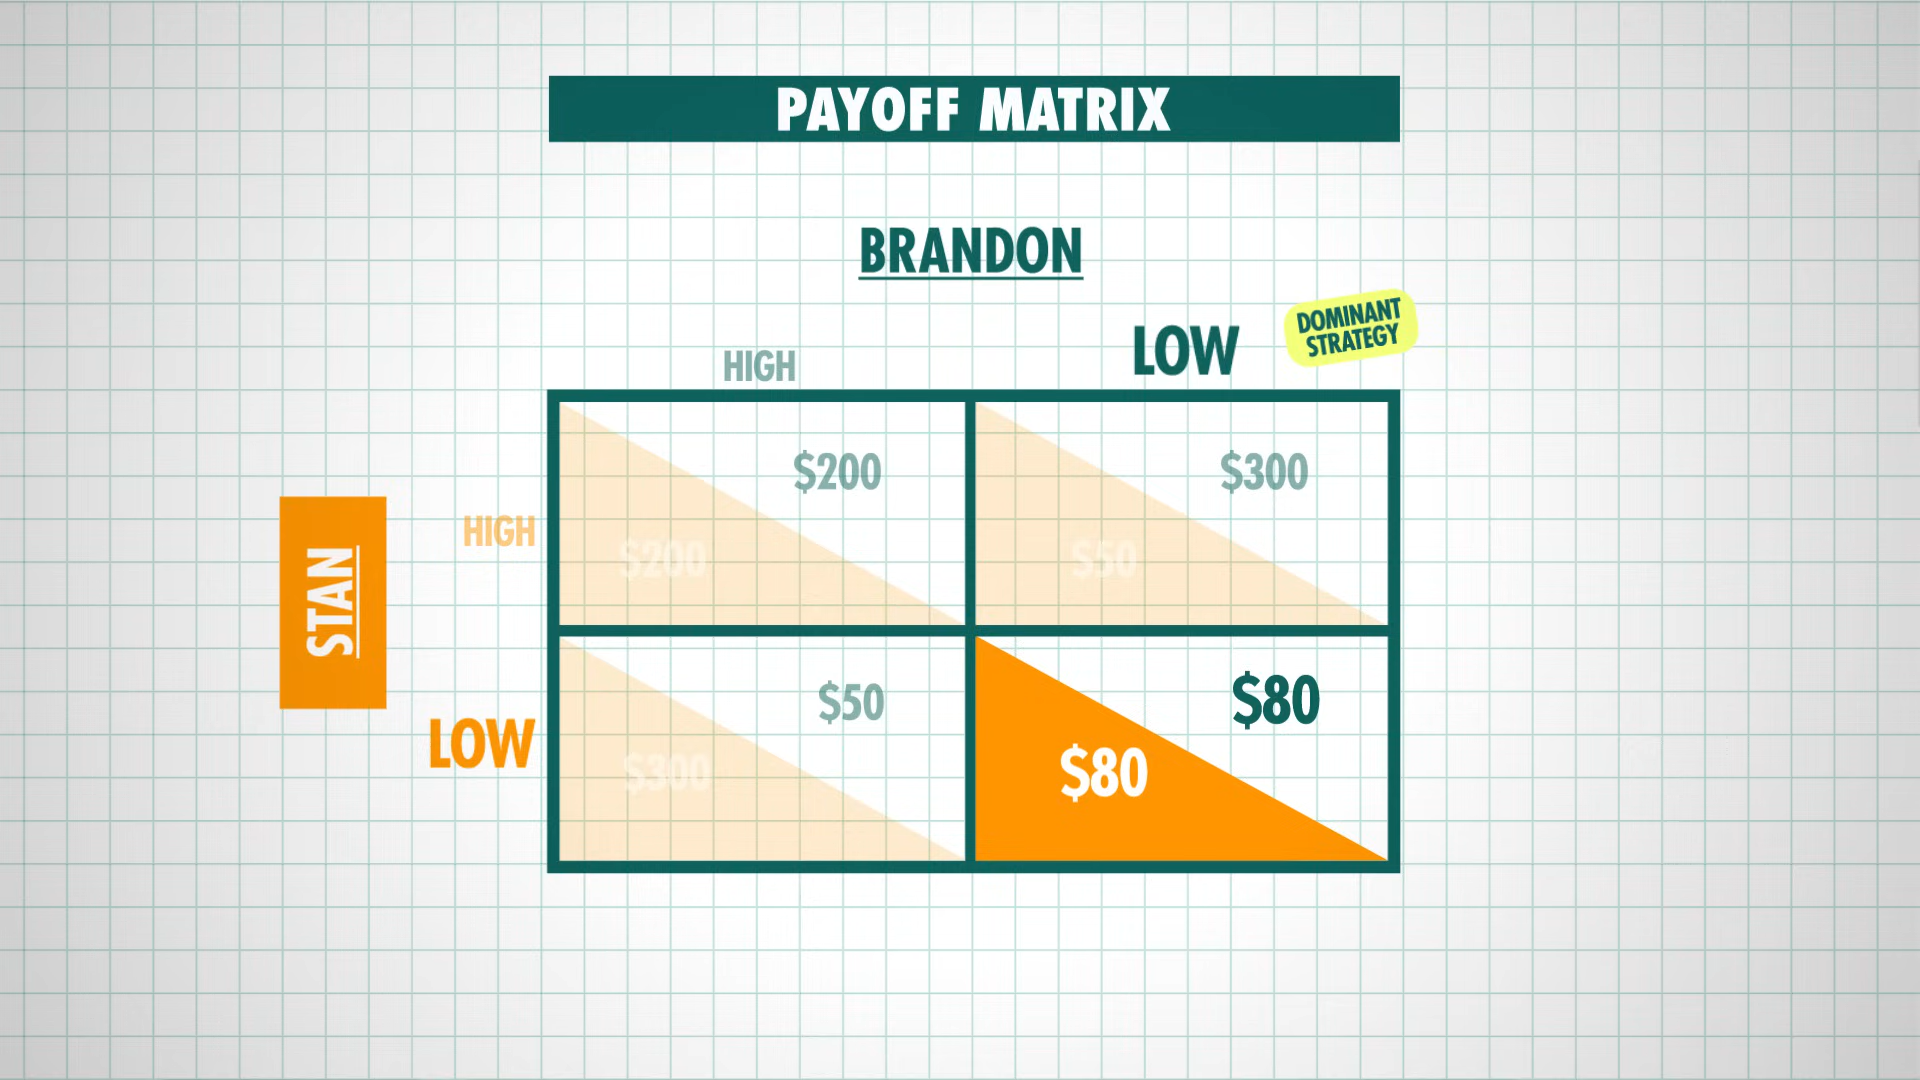 PAYOFF MATRIX
BRANDON
DOMINANT
STRATEGY
HIGH
LOW
STAN
HIGH
$200
$200
$300
$50
LOW
$50
$300
$80
$80